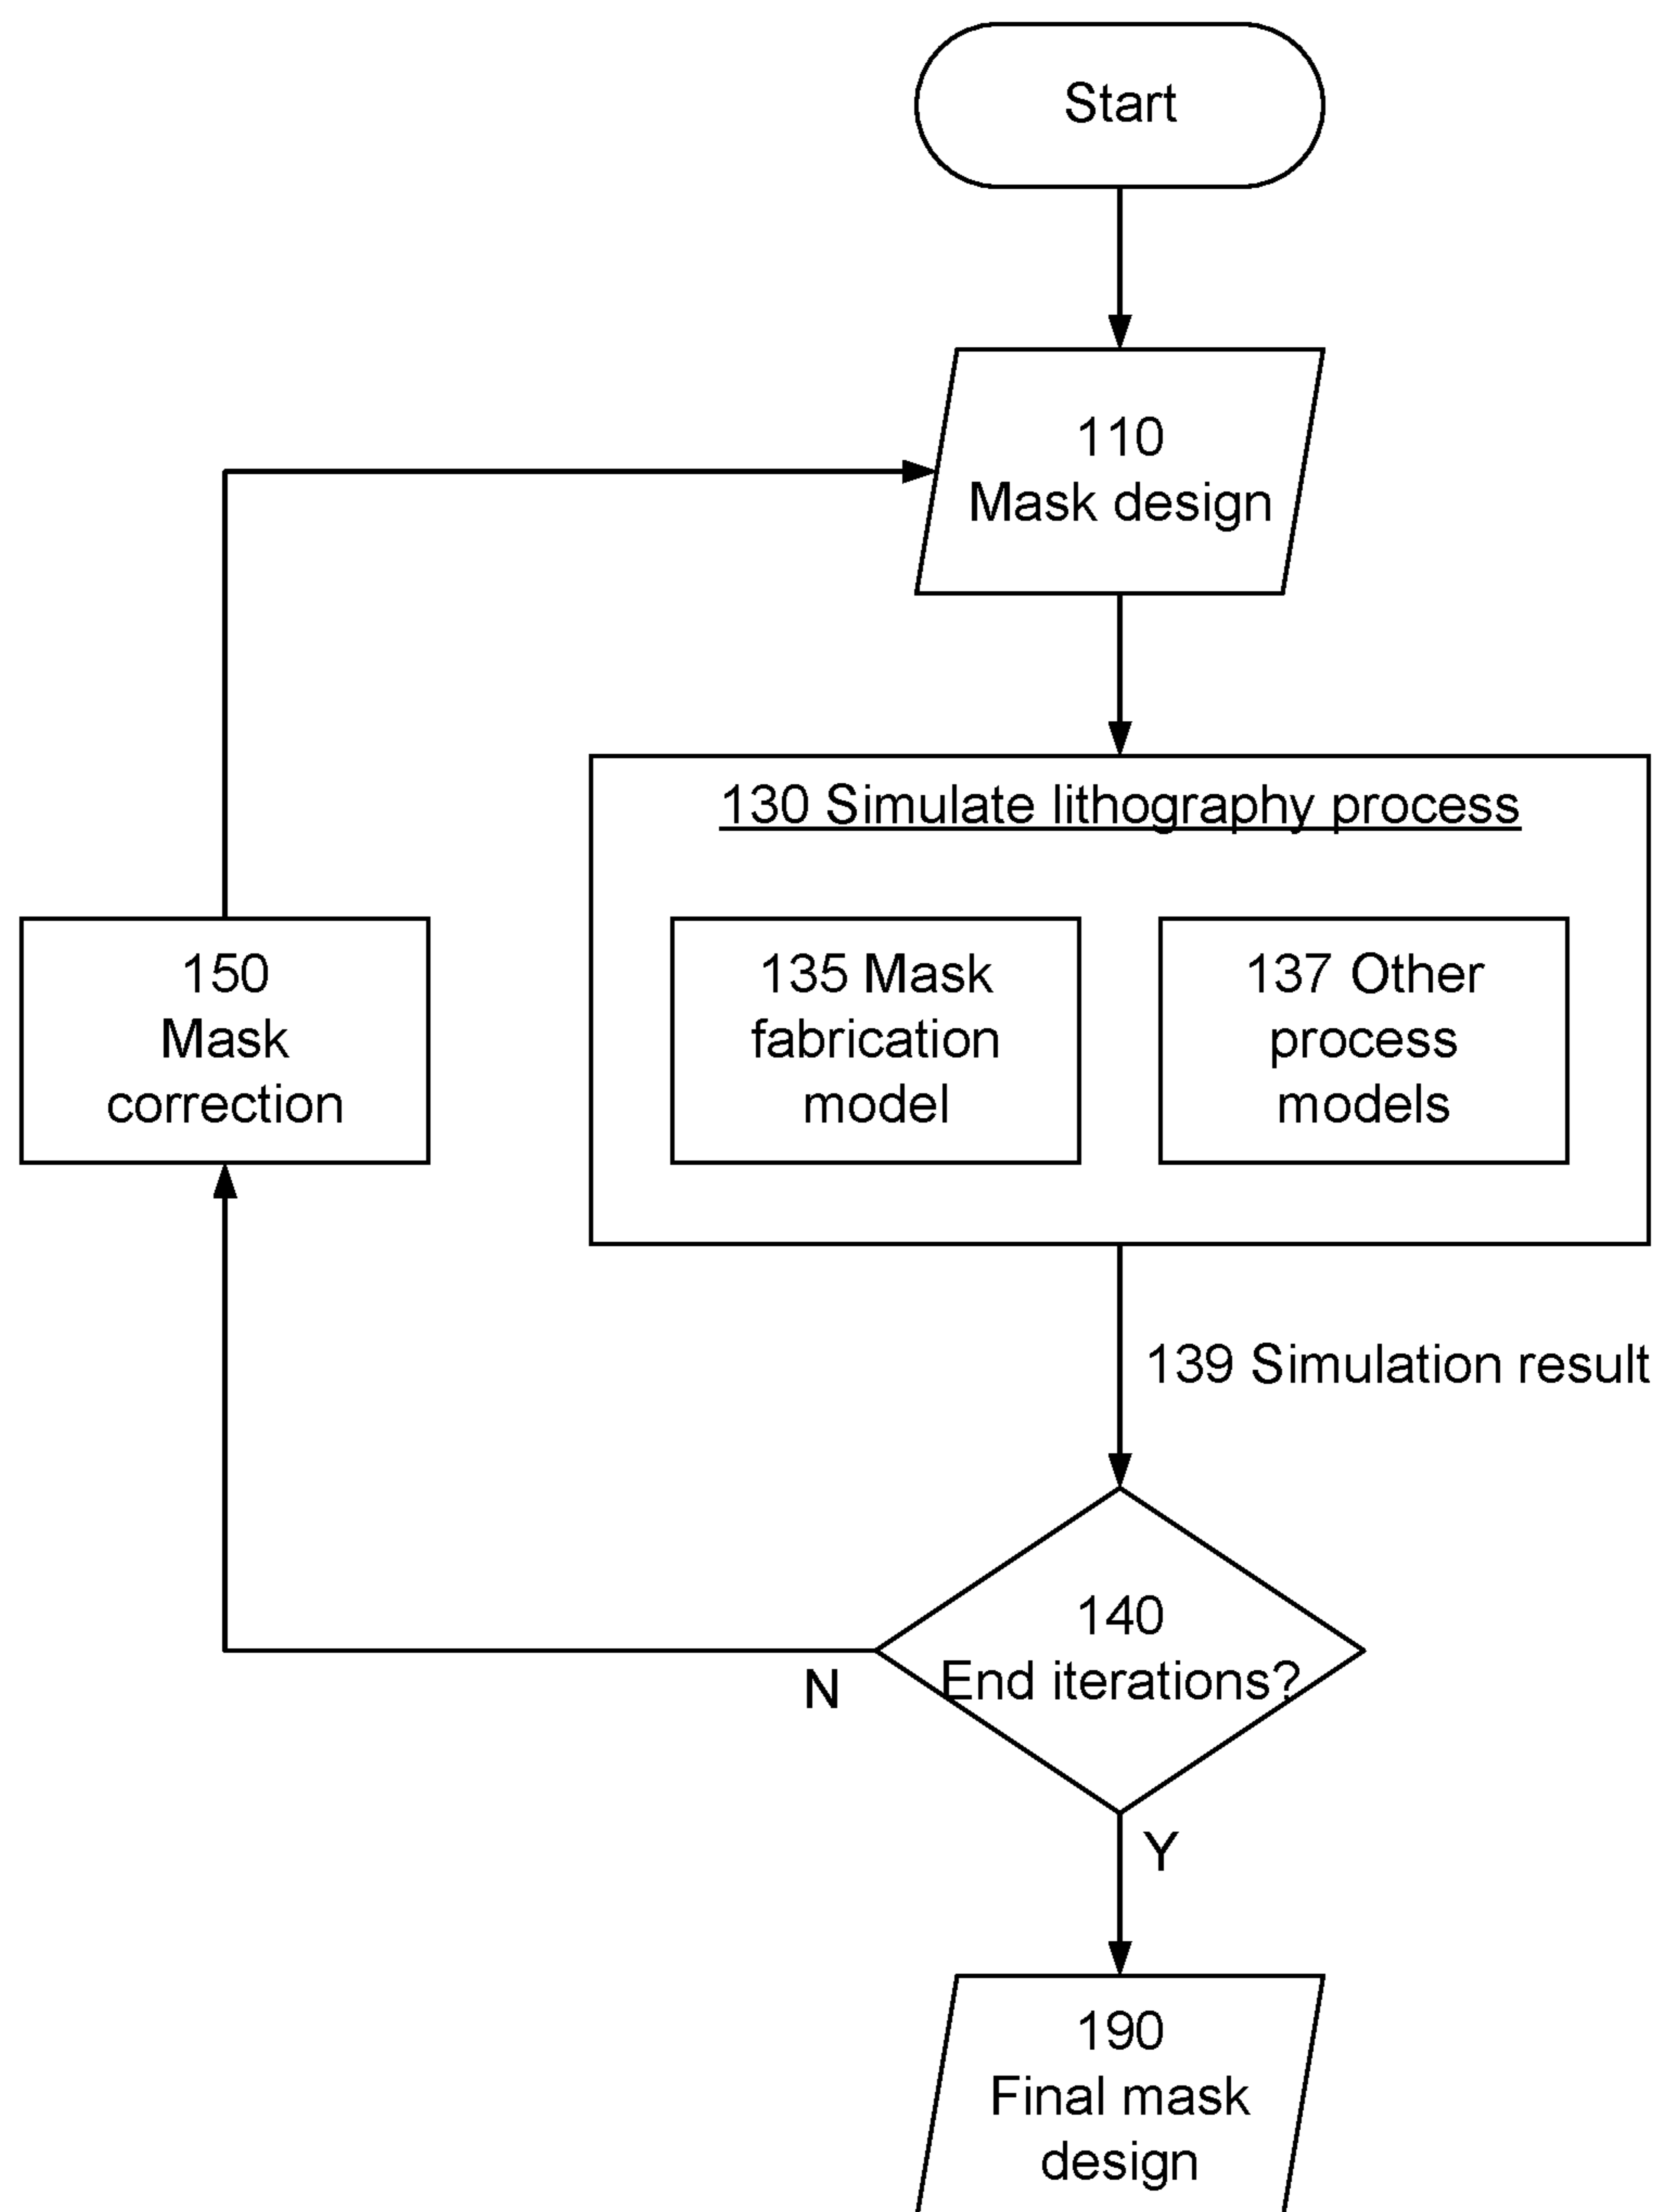 Start
110
Mask design
130 Simulate lithography process
135 Mask
fabrication
model
137 Other
process
models
150
Mask
correction
139 Simulation result
140
End iterations?
N
Y
190
Final mask
design